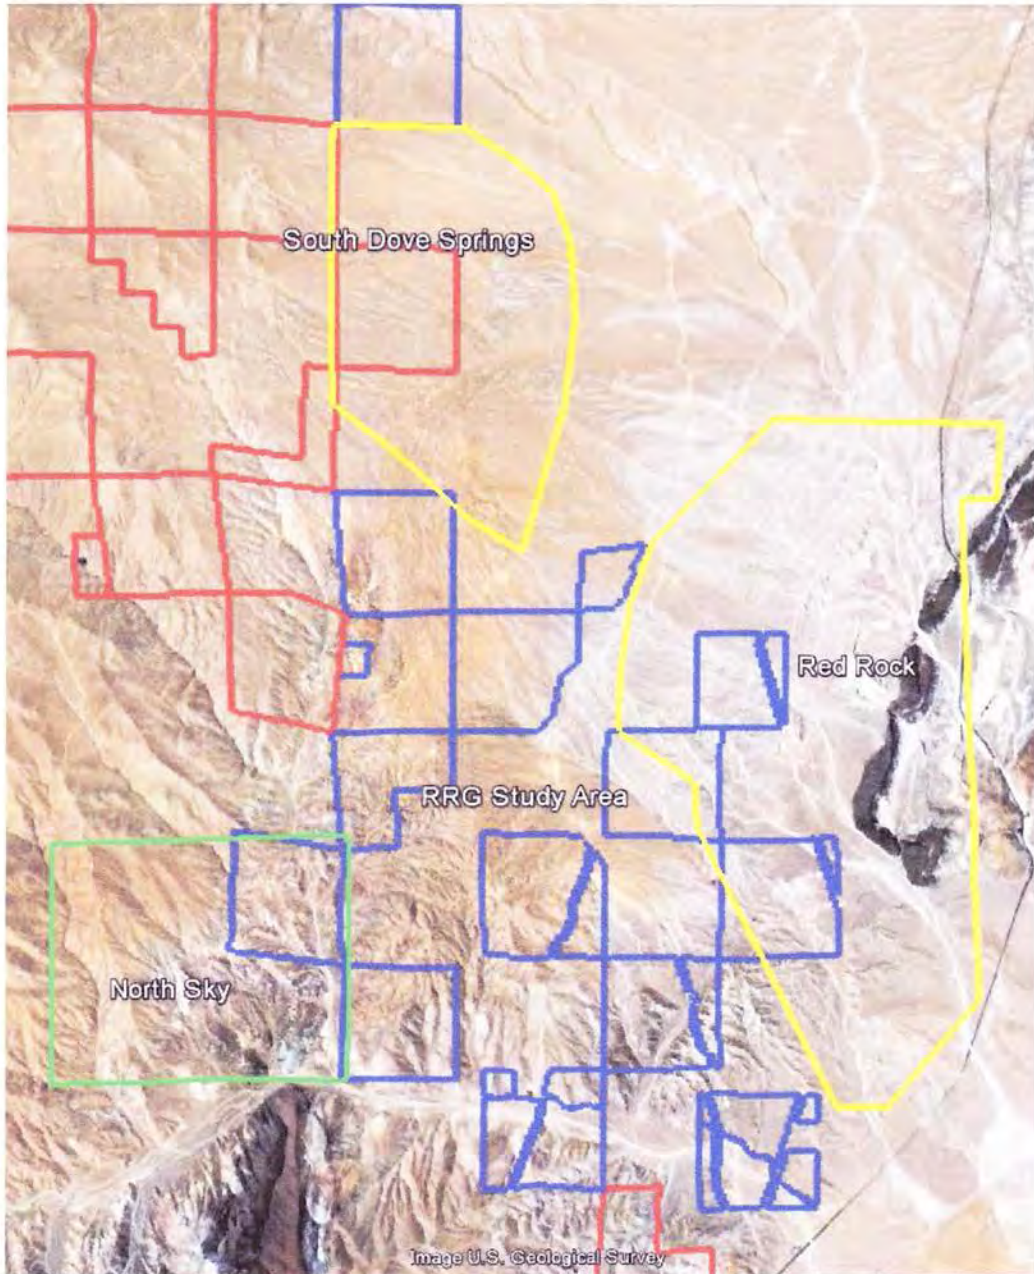 South Dove Springs
Red Rock
RRG Study Area
North Sky
Image U.S. Geological Survey